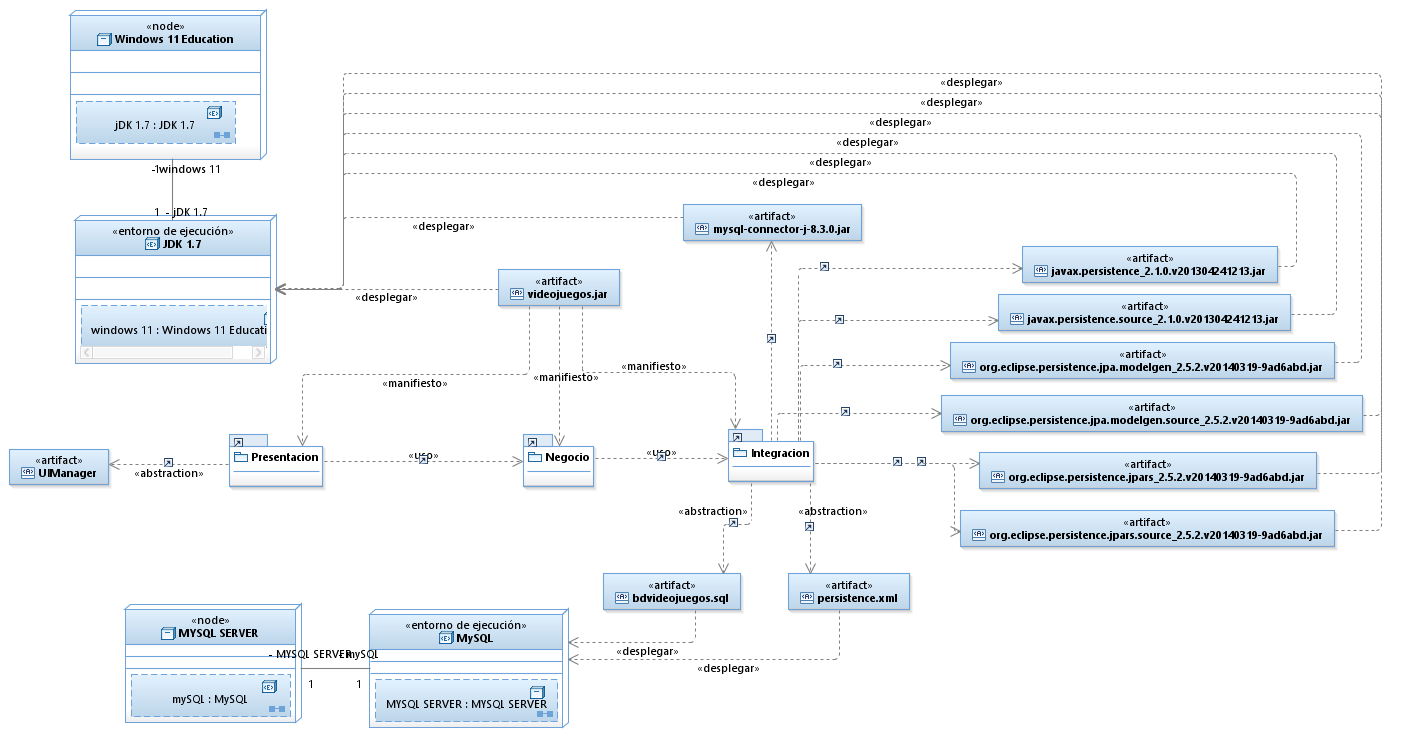 «node»
Windows 11 Education
jDK 1.7 : JDK 1.7
-1windows 11
1 - jDK 1.7
«entorno de ejecución»
JDK 1.7
windows 11 : Windows 11 Educati
«desplegar»
«desplegar»
«desplegar»
«desplegar»
«desplegar»
«desplegar»
«desplegar»
«desplegar»
«artifact»
mysql-connector-j-8.3.0.jar
«artifact»
videojuegos.jar
«artifact»
javax.persistence_2.1.0.v201304241213.jar
«artifact»
javax.persistence.source_2.1.0.v201304241213.jar
«artifact»
org.eclipse.persistence.jpa.modelgen_2.5.2.v20140319-9ad6abd.jar
«artifact»
org.eclipse.persistence.jpa.modelgen.source_2.5.2.v20140319-9ad6abd.jar
«artifact»
org.eclipse.persistence.jpars_2.5.2.v20140319-9ad6abd.jar
«artifact»
org.eclipse.persistence.jpars.source_2.5.2.v20140319-9ad6abd.jar
«manifiesto»
«manifiesto»
«manifiesto»
«artifact»
UIManager
«abstraction»
Presentacion
«uso»
Negocio
«uso»
Integracion
«abstraction»
«abstraction»
«artifact»
bdvideojuegos.sql
«artifact»
persistence.xml
«desplegar»
«desplegar»
«node»
MYSQL SERVER
mySQL : MySQL
- MYSQL SERVER
mySQL
1
1
«entorno de ejecución»
MySQL
MYSQL SERVER : MYSQL SERVER